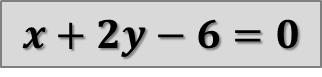 x + 2y − 6 = 0